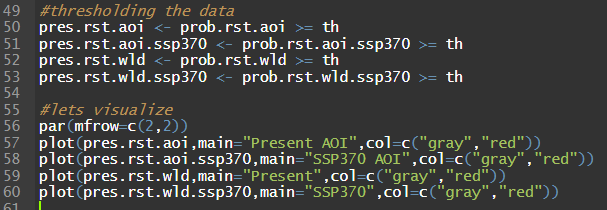 49 #thresholding the data
50 pres.rst.aoi <- prob.rst.aoi >= th
51 pres.rst.aoi.ssp370 <- prob.rst.aoi.ssp370 >= th
52 pres.rst.wld <- prob.rst.wld >= th
53 pres.rst.wld.ssp370 <- prob.rst.wld.ssp370 >= th
54
55 #lets visualize
56 par(mfrow=c(2,2))
57 plot(pres.rst.aoi,main="Present AOI",col=c("gray","red"))
58 plot(pres.rst.aoi.ssp370,main="SSP370 AOI",col=c("gray","red"))
59 plot(pres.rst.wld,main="Present",col=c("gray","red"))
60 plot(pres.rst.wld.ssp370,main="SSP370",col=c("gray","red"))
61